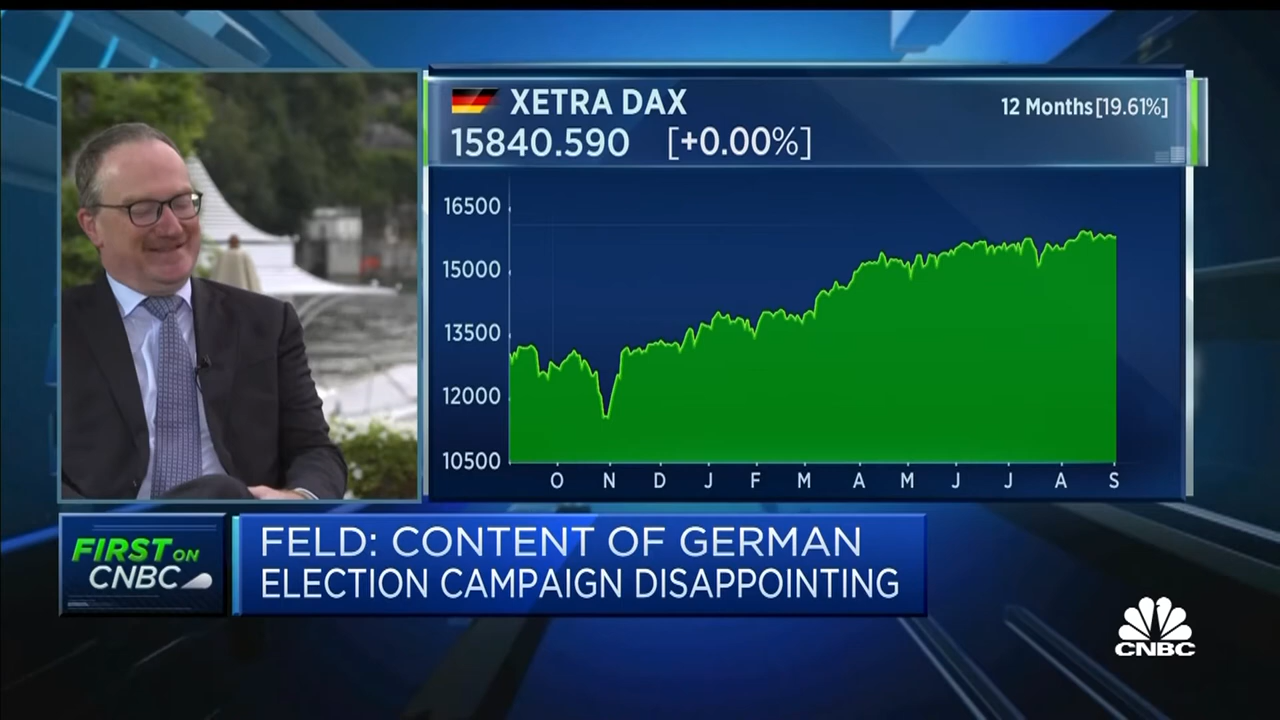 XETRA DAX
12 Months[19.61%]
15840.590 [+0.00%]
16500
15000
13500
12000
10500
O N D J F M A M J J A S
FIRST ON
CNBC
FELD: CONTENT OF GERMAN
ELECTION CAMPAIGN DISAPPOINTING
CNBC